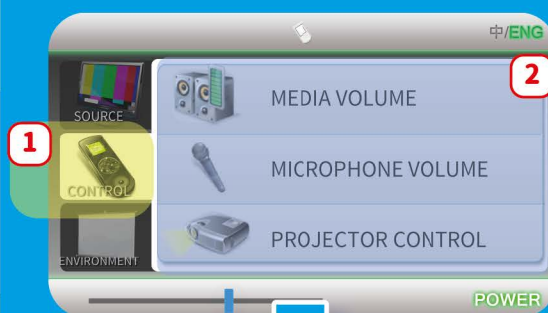 中/ENG
1
2
SOURCE
CONTROL
ENVIRONMENT
MEDIA VOLUME
MICROPHONE VOLUME
PROJECTOR CONTROL
POWER